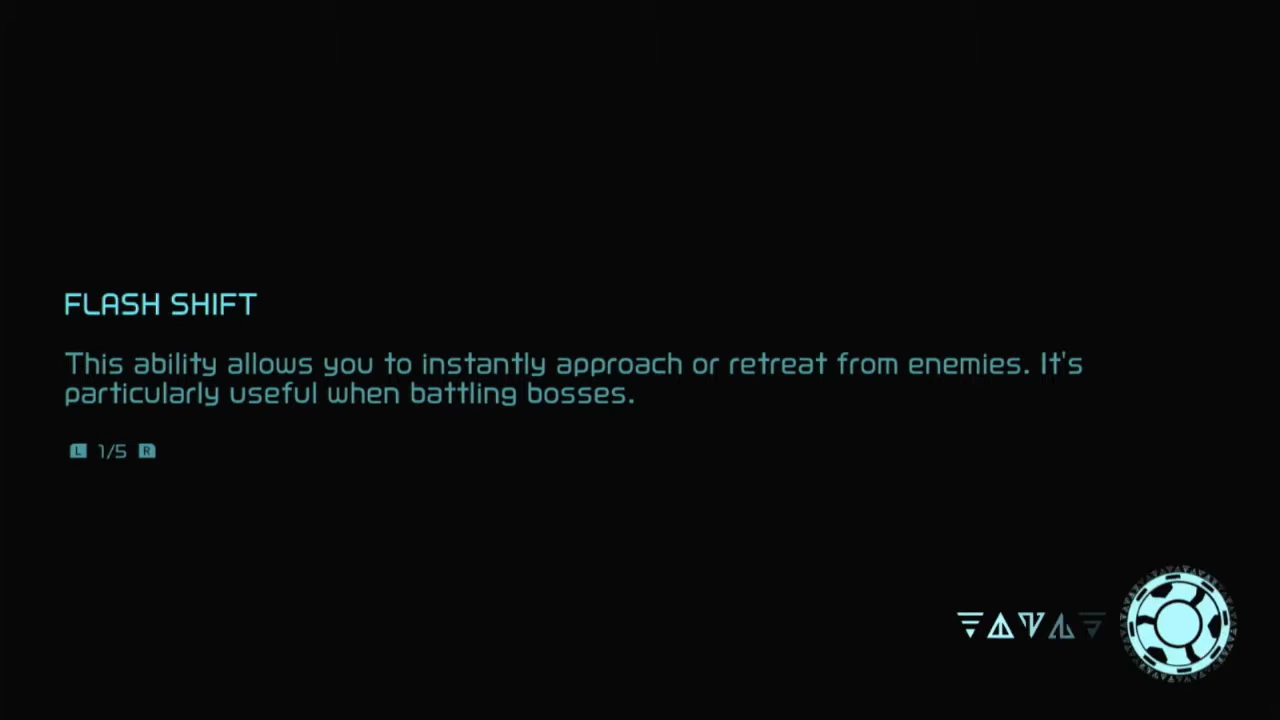 FLASH SHIFT
This ability allows you to instantly approach or retreat from enemies. It's
particularly useful when battling bosses.
L 1/5 R